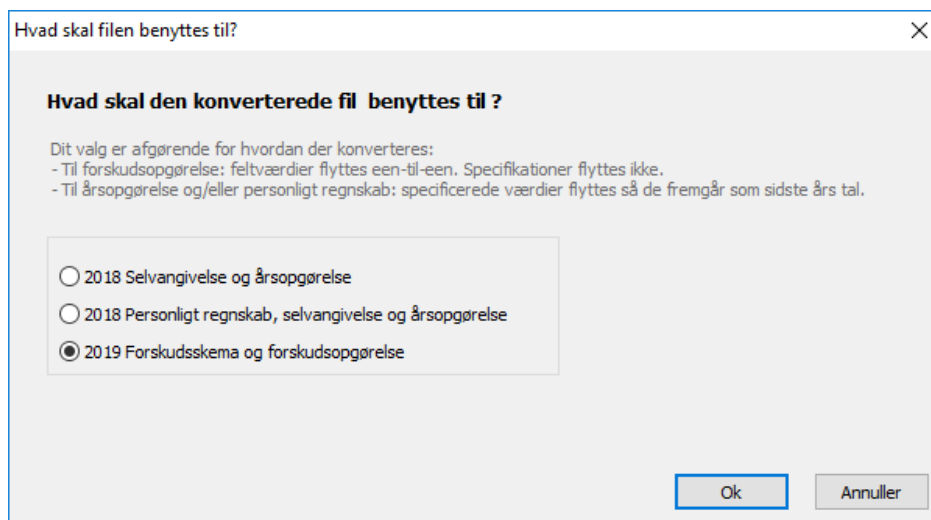 Hvad skal filen benyttes til?
Hvad skal den konverterede fil benyttes til ?
Dit valg er afgørende for hvordan der konverteres:
- Til forskudsopgørelse: feltværdier flyttes een-til-een. Specifikationer flyttes ikke.
- Til årsopgørelse og/eller personligt regnskab: specificerede værdier flyttes så de fremgår som sidste års tal.
2018 Selvangivelse og årsopgørelse
2018 Personligt regnskab, selvangivelse og årsopgørelse
2019 Forskudsskema og forskudsopgørelse
Ok
Annuller